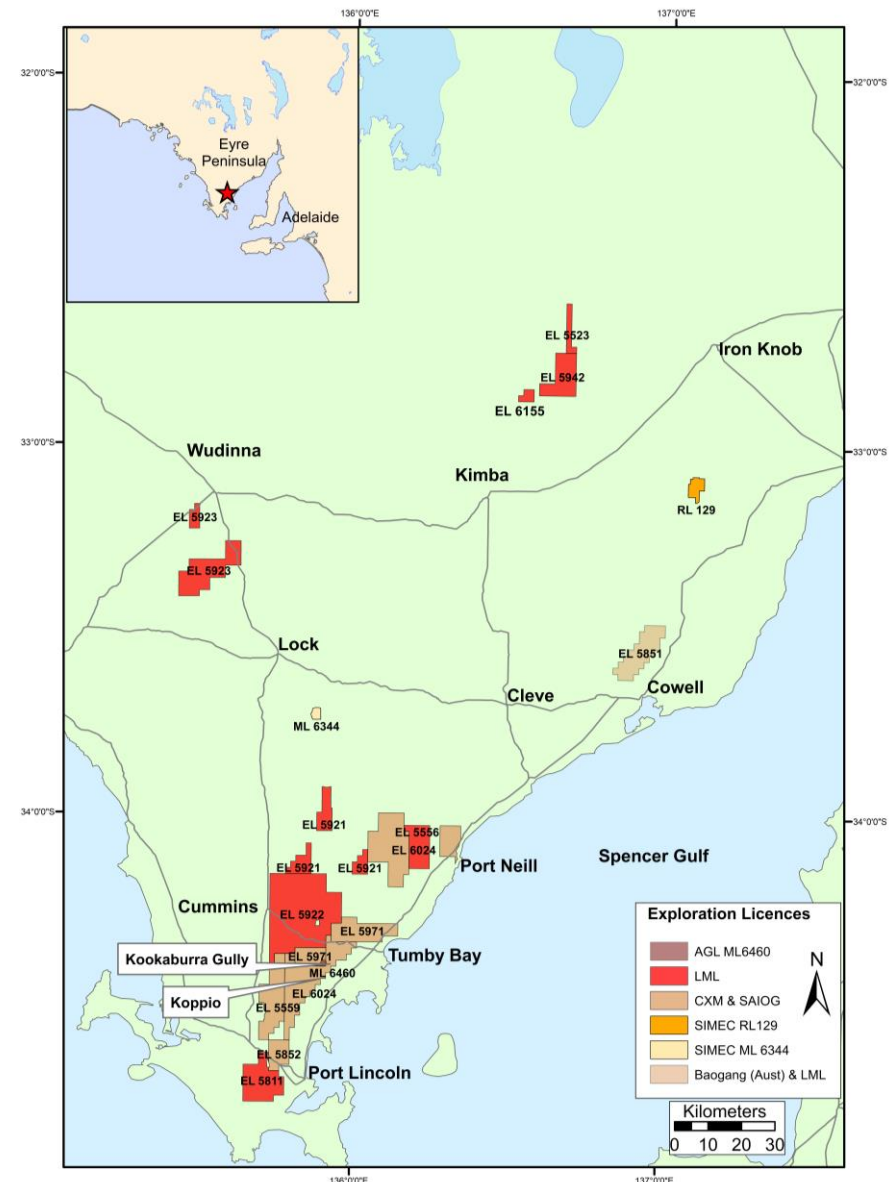 136°0'0"E
137°0'0"E
32°0'0"S
32°0'0"S
Eyre
Peninsula
Adelaide
EL 5523
Iron Knob
EL 5942
EL 6155
33°0'0"S
33°0'0"S
Wudinna
Kimba
RL 129
EL 5923
EL 5923
Lock
EL 5851
Cleve
Cowell
ML 6344
34°0'0"S
34°0'0"S
EL 5921
EL 5556
EL 6024
EL 5921
EL 5921
Port Neill
Spencer Gulf
Cummins
EL 5922
EL 5971
Tumby Bay
Kookaburra Gully
EL 5971
ML 6460
Koppio
EL 6024
EL 5559
EL 5852
Port Lincoln
EL 5811
Exploration Licences
AGL ML6460
LML
CXM & SAIOG
SIMEC RL129
SIMEC ML 6344
Baogang (Aust) & LML
N
Kilometers
0 10 20 30
136°0'0"E
137°0'0"E